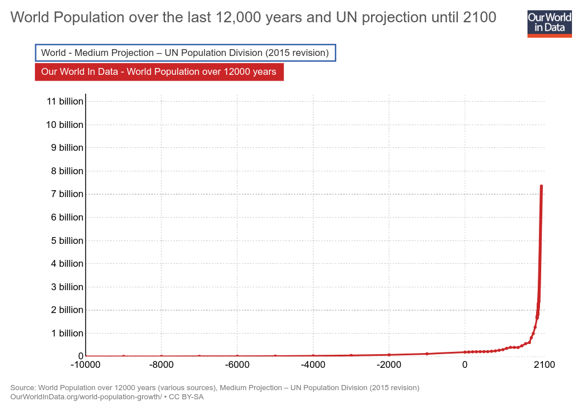 World Population over the last 12,000 years and UN projection until 2100
Our World
in Data
World - Medium Projection – UN Population Division (2015 revision)
Our World In Data - World Population over 12000 years
11 billion
10 billion
9 billion
8 billion
7 billion
6 billion
5 billion
4 billion
3 billion
2 billion
1 billion
0
-10000 -8000 -6000 -4000 -2000 0 2100
Source: World Population over 12000 years (various sources), Medium Projection – UN Population Division (2015 revision)
OurWorldInData.org/world-population-growth/ • CC BY-SA